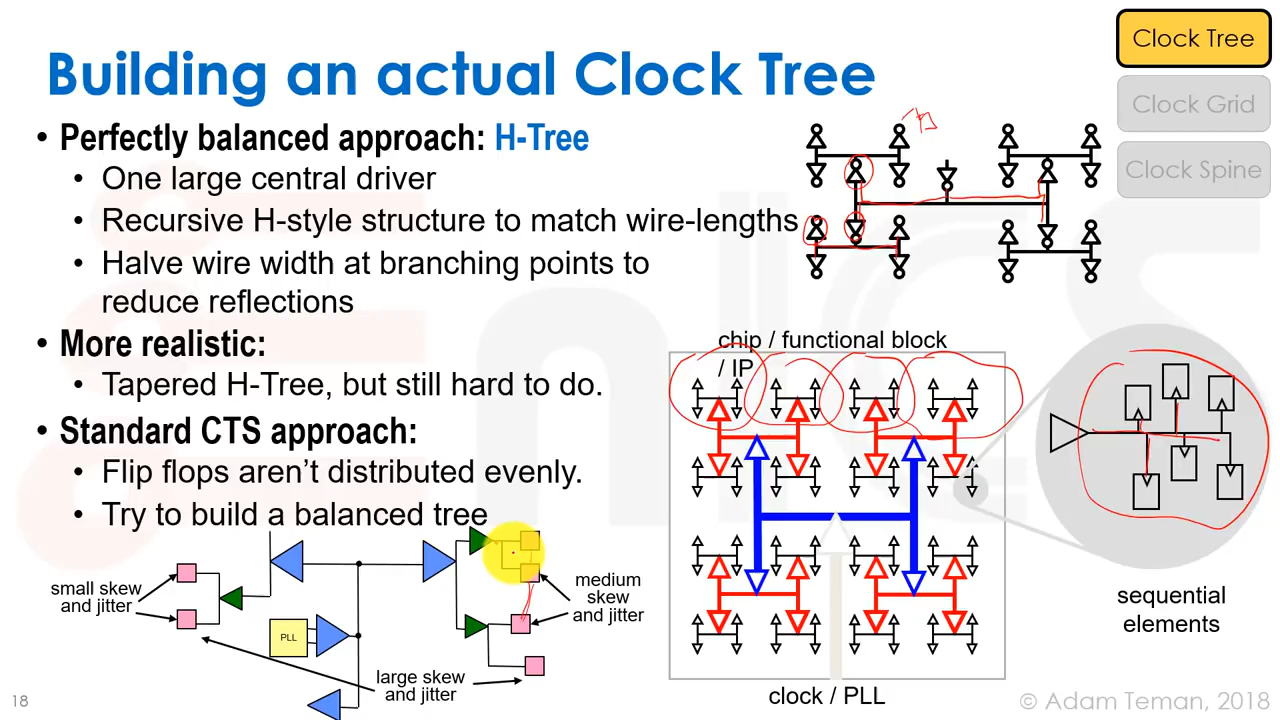 Clock Tree
Clock Grid
Clock Spine
Building an actual Clock Tree
• Perfectly balanced approach: H-Tree
• One large central driver
• Recursive H-style structure to match wire-lengths
• Halve wire width at branching points to
reduce reflections
• More realistic:
• Tapered H-Tree, but still hard to do.
• Standard CTS approach:
• Flip flops aren’t distributed evenly.
• Try to build a balanced tree
small skew
and jitter
PLL
medium
skew
and jitter
large skew
and jitter
chip / functional block
/ IP
clock / PLL
sequential
elements
18
© Adam Teman, 2018